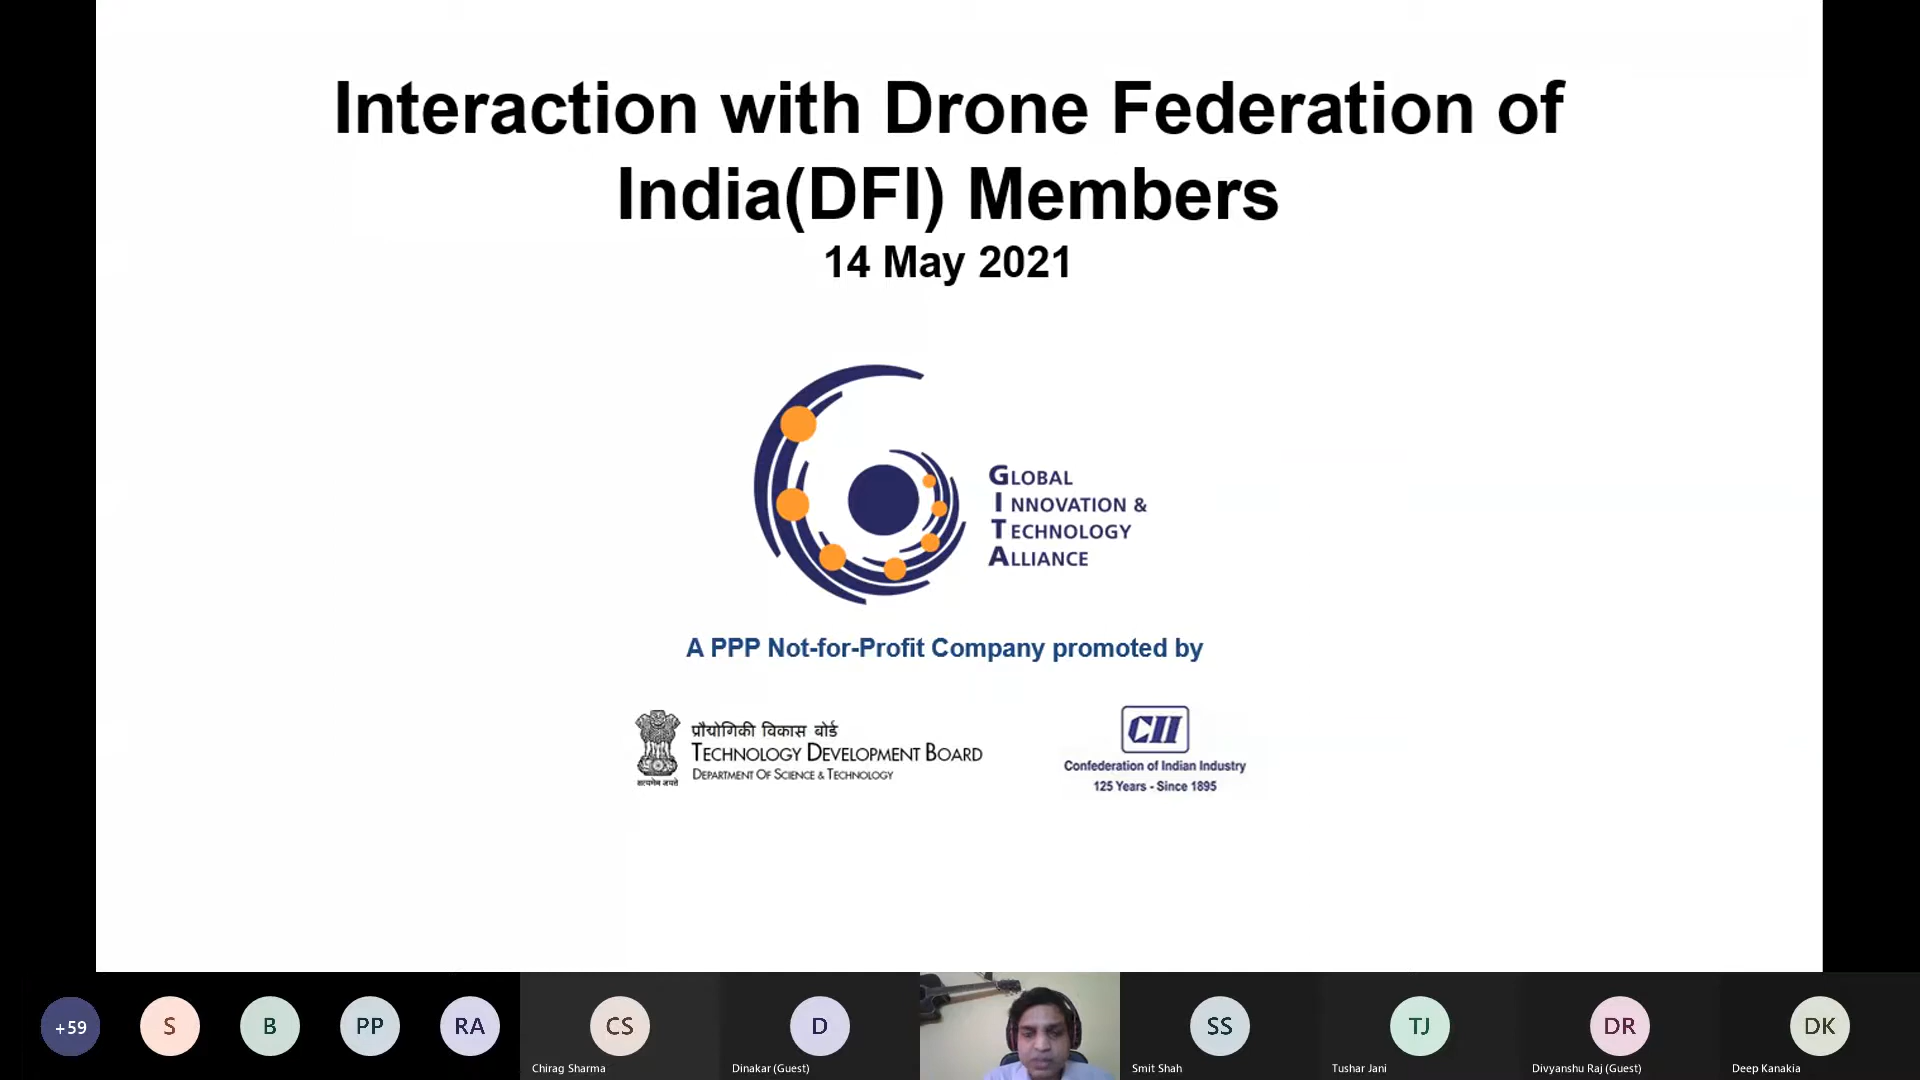 Interaction with Drone Federation of
India(DFI) Members
14 May 2021
GLOBAL
INNOVATION &
TECHNOLOGY
ALLIANCE
A PPP Not-for-Profit Company promoted by
प्रौद्योगिकी विकास बोर्ड
TECHNOLOGY DEVELOPMENT BOARD
DEPARTMENT OF SCIENCE & TECHNOLOGY
सत्यमेव जयते
CII
Confederation of Indian Industry
125 Years - Since 1895
+59
S
B
PP
RA
CS
D
SS
TJ
DR
DK
Chirag Sharma
Dinakar (Guest)
Smit Shah
Tushar Jani
Divyanshu Raj (Guest)
Deep Kanakia